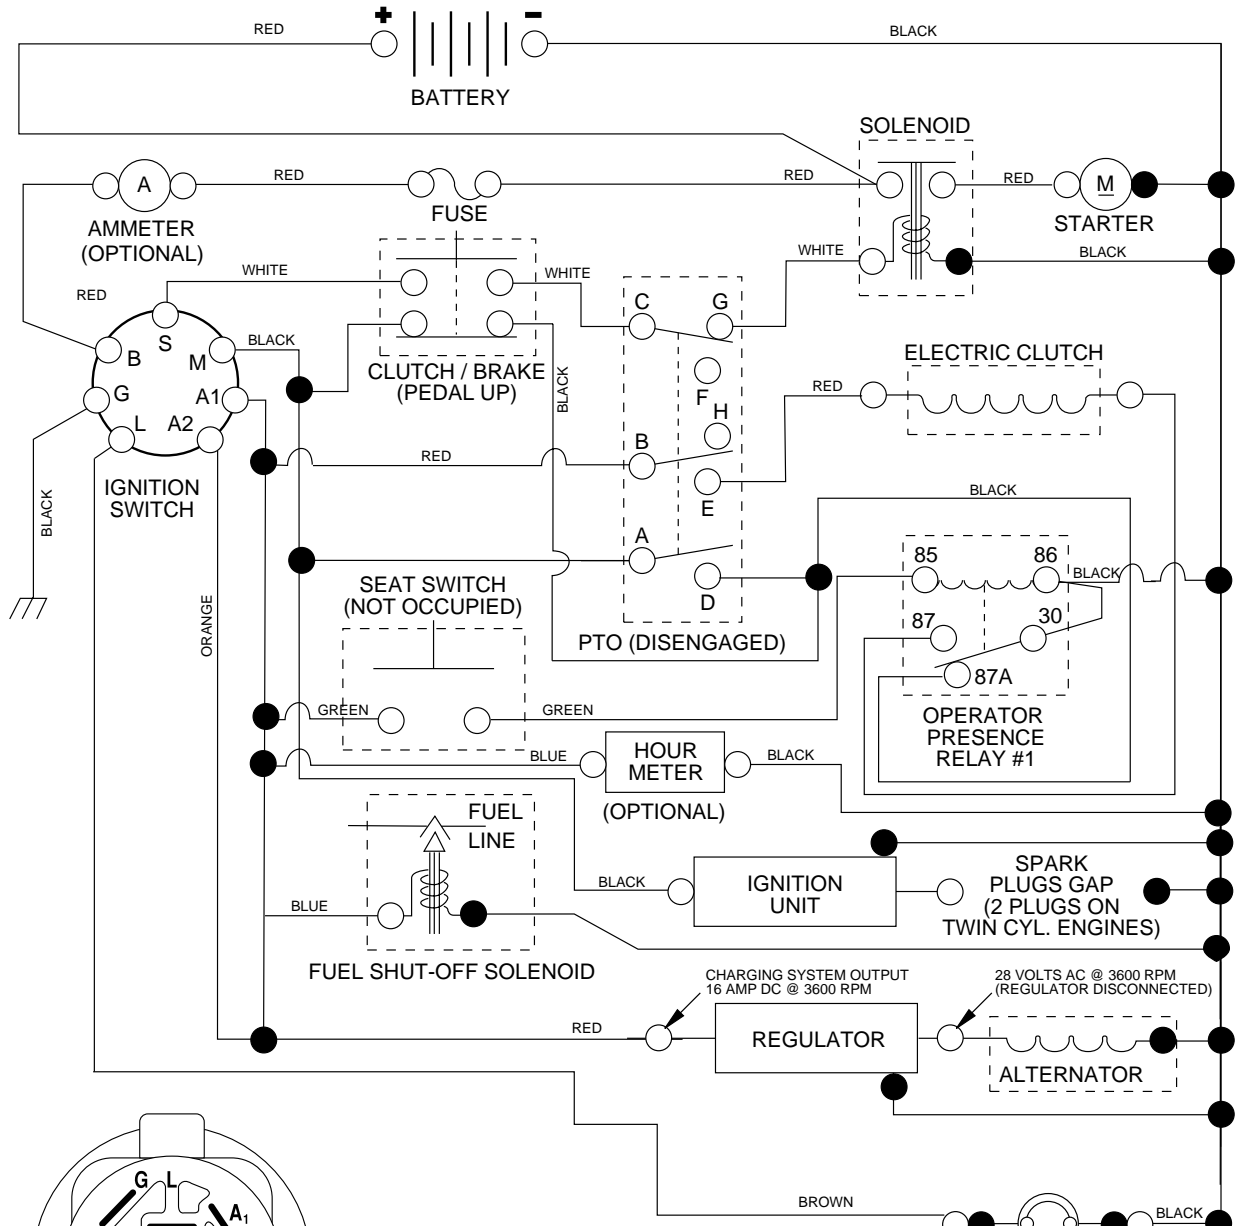 + -
RED
BLACK
BATTERY
SOLENOID
A
RED
RED
RED
M
FUSE
STARTER
AMMETER
(OPTIONAL)
WHITE
WHITE
WHITE
BLACK
RED
C G
S
B
M
BLACK
ELECTRIC CLUTCH
CLUTCH / BRAKE
(PEDAL UP)
BLACK
F
RED
G
A1
H
L
A2
B
RED
IGNITION
SWITCH
BLACK
E
BLACK
A
85 86
SEAT SWITCH
(NOT OCCUPIED)
BLACK
ORANGE
D
87 30
PTO (DISENGAGED)
87A
GREEN
GREEN
OPERATOR
PRESENCE
RELAY #1
BLUE
HOUR
METER
BLACK
(OPTIONAL)
FUEL
LINE
SPARK
PLUGS GAP
(2 PLUGS ON
TWIN CYL. ENGINES)
BLACK
IGNITION
UNIT
BLUE
FUEL SHUT-OFF SOLENOID
CHARGING SYSTEM OUTPUT
16 AMP DC @ 3600 RPM
28 VOLTS AC @ 3600 RPM
(REGULATOR DISCONNECTED)
RED
REGULATOR
ALTERNATOR
G L
A1
BROWN
BLACK